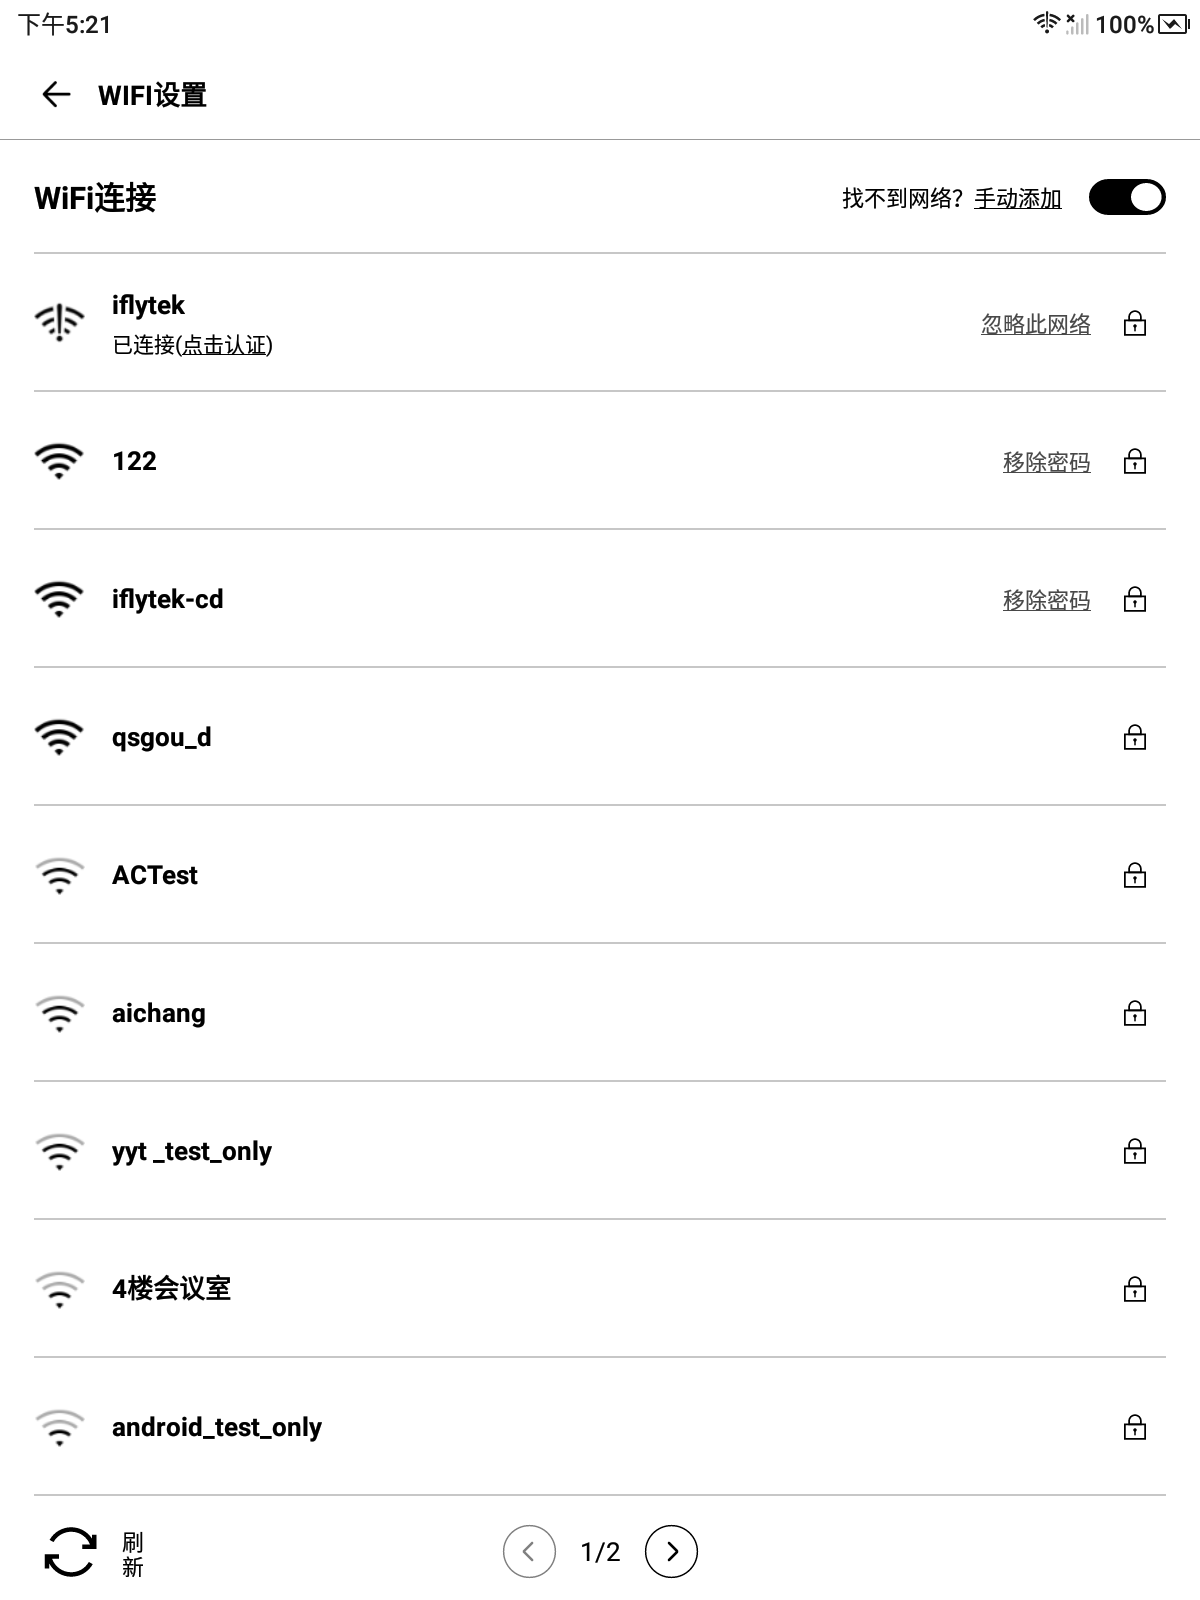 下午5:21
100%
WIFI设置
WiFi连接
找不到网络? 手动添加
iflytek
已连接(点击认证)
忽略此网络
122
移除密码
iflytek-cd
移除密码
qsgou_d
ACTest
aichang
yyt _test_only
4楼会议室
android_test_only
刷
新
1/2